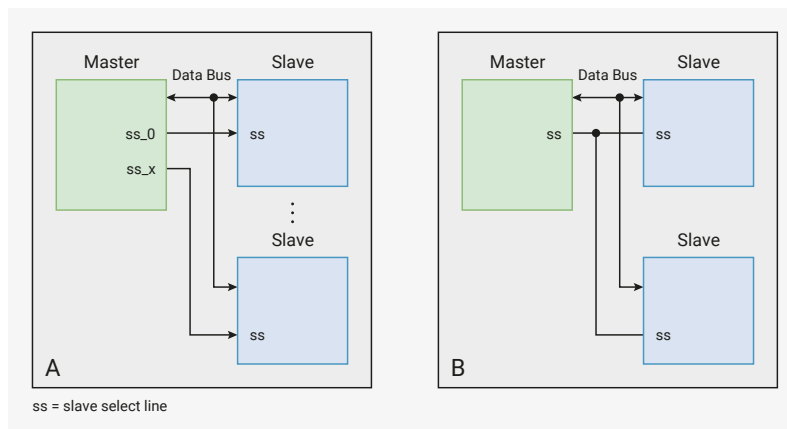 Master
Data Bus
Slave
ss_0
ss
ss_x
Slave
ss
A
Master
Data Bus
Slave
ss
ss
Slave
ss
B
ss = slave select line